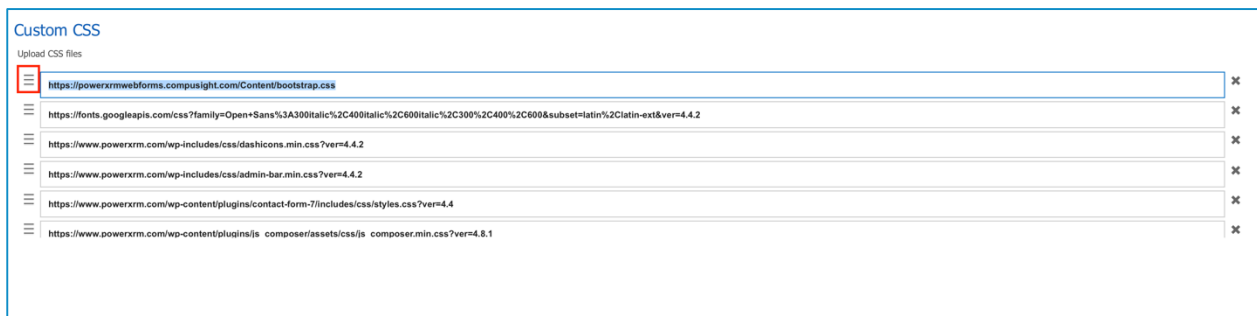 Custom CSS
Upload CSS files
https://powerxrmwebforms.compusight.com/Content/bootstrap.css
https://fonts.googleapis.com/css?family=Open+Sans%3A300italic%2C400italic%2C600italic%2C300%2C400%2C600&subset=latin%2Clatin-ext&ver=4.4.2
https://www.powerxrm.com/wp-includes/css/dashicons.min.css?ver=4.4.2
https://www.powerxrm.com/wp-includes/css/admin-bar.min.css?ver=4.4.2
https://www.powerxrm.com/wp-content/plugins/contact-form-7/includes/css/styles.css?ver=4.4
https://www.powerxrm.com/wp-content/plugins/js_composer/assets/css/js_composer.min.css?ver=4.8.1